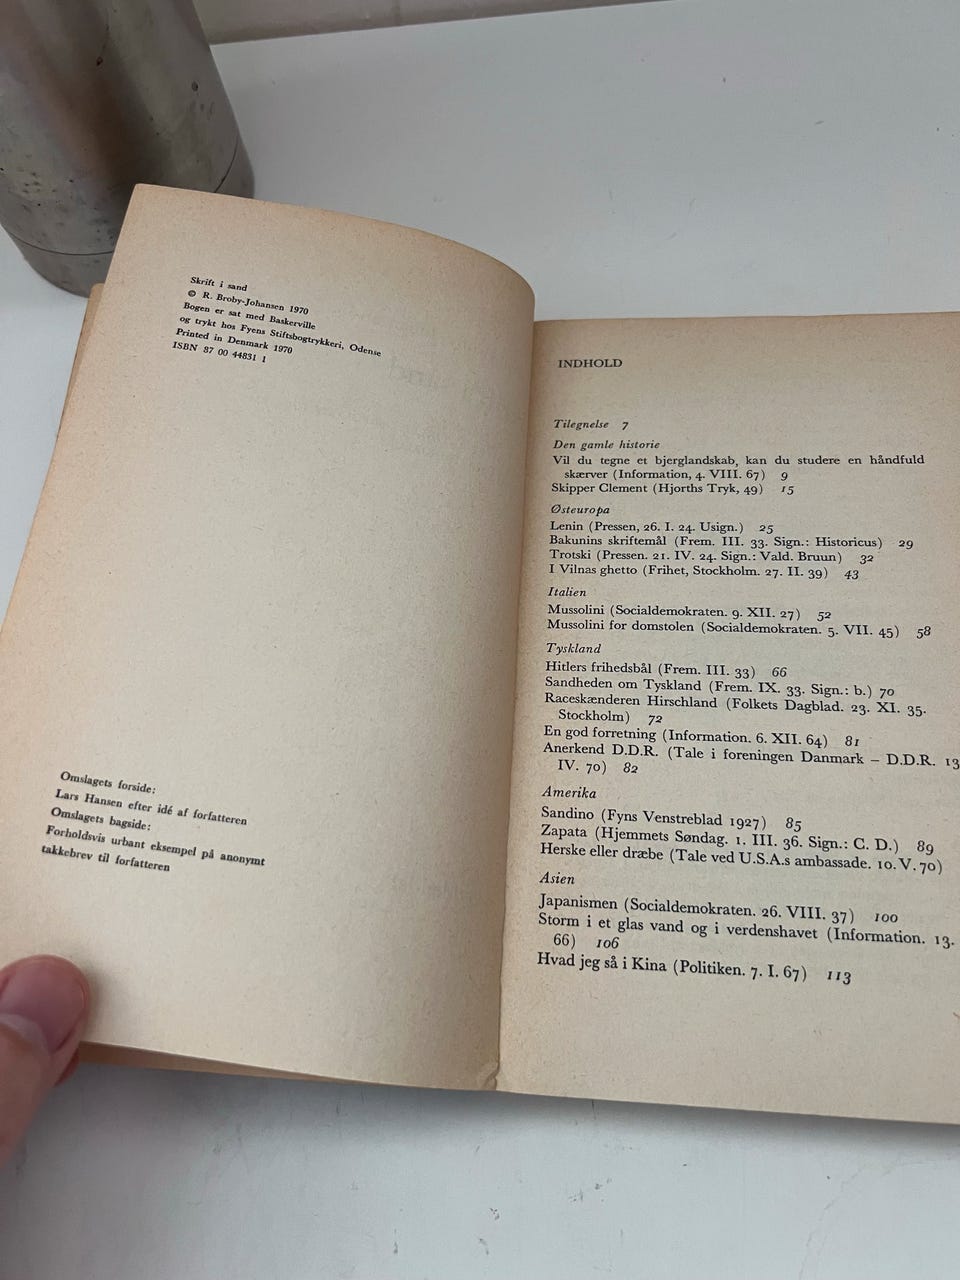 Skrift i sand
© R. Broby-Johansen 1970
Bogen er sat med Baskerville
og trykt hos Fyens Stiftsbogtrykkeri, Odense
Printed in Denmark 1970
ISBN 87 00 44831 1
Omslagets forside:
Lars Hansen efter idé af forfatteren
Omslagets bagside:
Forholdsvis urbant eksempel på anonymt
takkebrev til forfatteren
INDHOLD
Tilegnelse 7
Den gamle historie
Vil du tegne et bjerglandskab, kan du studere en håndfuld
skærver (Information, 4. VIII. 67) 9
Skipper Clement (Hjorths Tryk, 49) 15
Østeuropa
Lenin (Pressen, 26. I. 24. Usign.) 25
Bakunins skriftemål (Frem. III. 33. Sign.: Historicus) 29
Trotski (Pressen. 21. IV. 24. Sign.: Vald. Bruun) 32
I Vilnas ghetto (Frihet, Stockholm. 27. II. 39) 43
Italien
Mussolini (Socialdemokraten. 9. XII. 27) 52
Mussolini for domstolen (Socialdemokraten. 5. VII. 45) 58
Tyskland
Hitlers frihedsbål (Frem. III. 33) 66
Sandheden om Tyskland (Frem. IX. 33. Sign.: b.) 70
Raceskænderen Hirschland (Folkets Dagblad. 23. XI. 35.
Stockholm) 72
En god forretning (Information. 6. XII. 64) 81
Anerkend D.D.R. (Tale i foreningen Danmark – D.D.R. 13
IV. 70) 82
Amerika
Sandino (Fyns Venstreblad 1927) 85
Zapata (Hjemmets Søndag. 1. III. 36. Sign.: C. D.) 89
Herske eller dræbe (Tale ved U.S.A.s ambassade. 10. V. 70)
Asien
Japanismen (Socialdemokraten. 26. VIII. 37) 100
Storm i et glas vand og i verdenshavet (Information. 13.
66) 106
Hvad jeg så i Kina (Politiken. 7. I. 67) 113